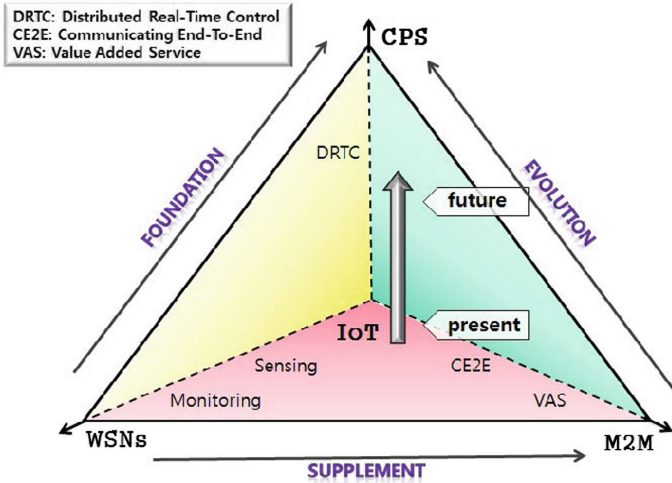 DRTC: Distributed Real-Time Control
CE2E: Communicating End-To-End
VAS: Value Added Service
CPS
DRTC
FOUNDATION
EVOLUTION
future
present
IoT
Sensing
CE2E
Monitoring
VAS
WSNs
M2M
SUPPLEMENT